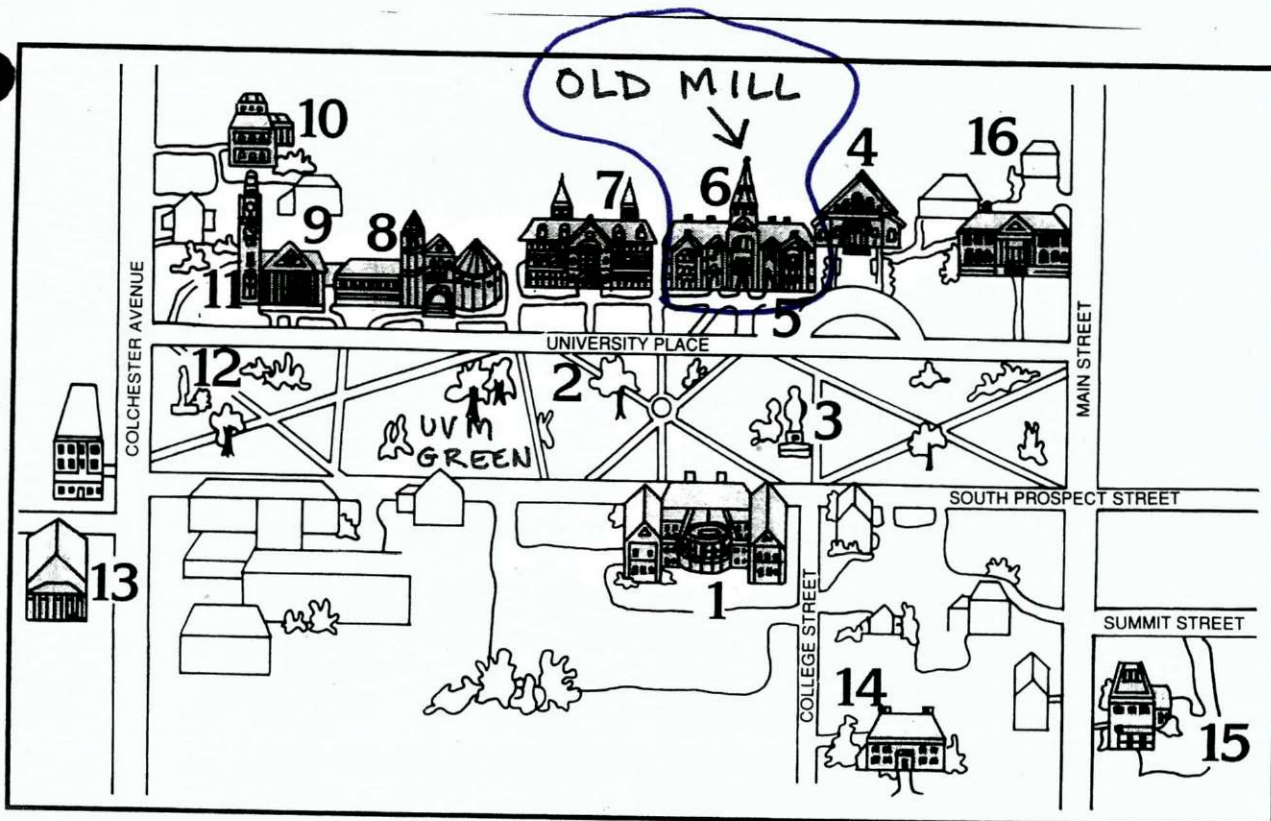 OLD MILL
10
4
16
7
6
9
8
11
5
UNIVERSITY PLACE
COLCHESTER AVENUE
MAIN STREET
12
2
3
UVM
GREEN
SOUTH PROSPECT STREET
13
1
COLLEGE STREET
SUMMIT STREET
14
15